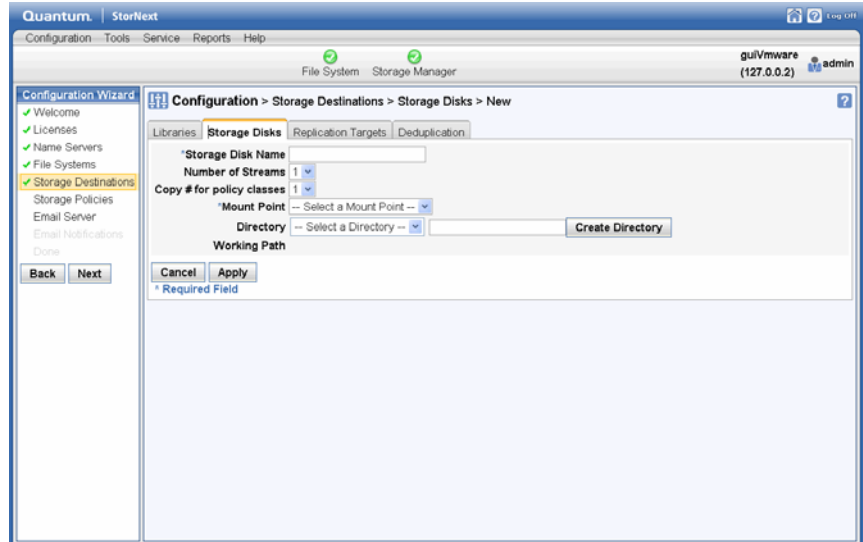 Quantum. StorNext Log Off
Configuration Tools Service Reports Help
File System Storage Manager
guiVmware
(127.0.0.2)
admin
Configuration Wizard
Welcome
Licenses
Name Servers
File Systems
Storage Destinations
Storage Policies
Email Server
Email Notifications
Done
Back Next
Configuration > Storage Destinations > Storage Disks > New
?
Libraries Storage Disks Replication Targets Deduplication
*Storage Disk Name
Number of Streams 1
Copy # for policy classes 1
*Mount Point -- Select a Mount Point --
Directory -- Select a Directory -- Create Directory
Working Path
Cancel Apply
* Required Field